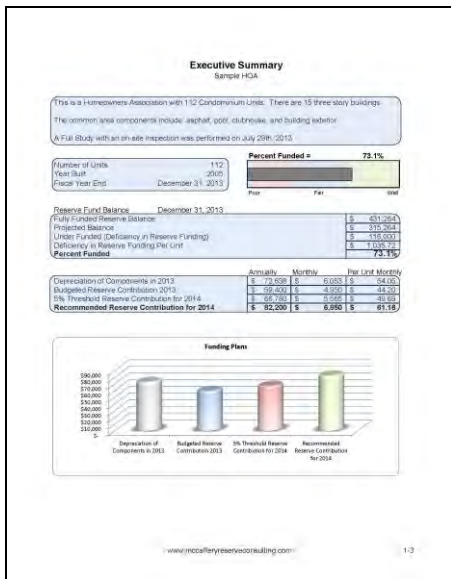 Executive Summary
Sample HOA
This is a Homeowners Association with 112 Condominium Units. There are 15 three story buildings
The common area components include: asphalt, pool, clubhouse, and building exterior
A Full Study with an on-site inspection was performed on July 29th, 2013
Number of Units 112
Year Built 2005
Fiscal Year End December 31, 2013
Percent Funded = 73.1%
Poor Fair
Reserve Fund Balance December 31, 2013
Fully Funded Reserve Balance $ 431,264
Projected Balance $ 315,264
Under Funded (Deficiency in Reserve Funding) $ 116,000
Deficiency in Reserve Funding Per Unit $ 1,035.72
Percent Funded 73.1%
Annually Monthly Per Unit Monthly
Depreciation of Components in 2013 $ 72,638 $ 6,053 $ 54.05
Budgeted Reserve Contribution 2013 $ 59,400 $ 4,950 $ 44.20
5% Threshold Reserve Contribution for 2014 $ 66,780 $ 5,565 $ 49.69
Recommended Reserve Contribution for 2014 $ 82,200 $ 6,850 $ 61.16
Funding Plans
$90,000
$80,000
$70,000
$60,000
$50,000
$40,000
$30,000
$20,000
$10,000
$-
Depreciation of Components in 2013
Budgeted Reserve Contribution 2013
5% Threshold Reserve Contribution for 2014
Recommended Reserve Contribution for 2014
www.mccafferyreserveconsulting.com
1-3